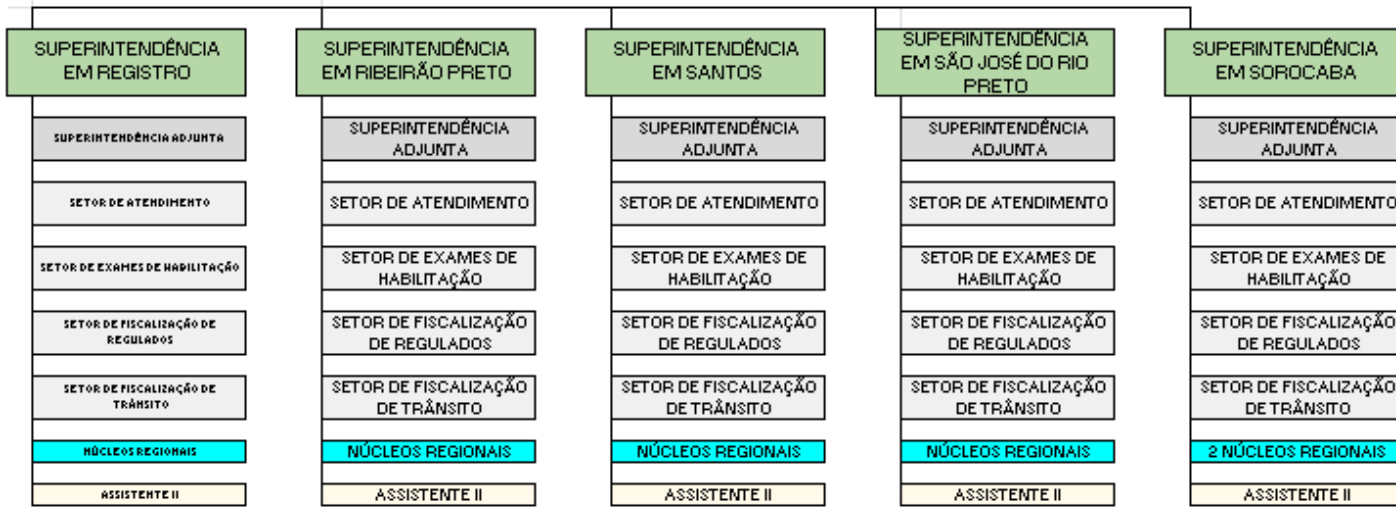 SUPERINTENDÊNCIA
EM REGISTRO
SUPERINTENDÊNCIA ADJUNTA
SETOR DE ATENDIMENTO
SETOR DE EXAMES DE HABILITAÇÃO
SETOR DE FISCALIZAÇÃO DE
REGULADOS
SETOR DE FISCALIZAÇÃO DE
TRÂNSITO
NÚCLEOS REGIONAIS
ASSISTENTE II
SUPERINTENDÊNCIA
EM RIBEIRÃO PRETO
SUPERINTENDÊNCIA
ADJUNTA
SETOR DE ATENDIMENTO
SETOR DE EXAMES DE
HABILITAÇÃO
SETOR DE FISCALIZAÇÃO
DE REGULADOS
SETOR DE FISCALIZAÇÃO
DE TRÂNSITO
NÚCLEOS REGIONAIS
ASSISTENTE II
SUPERINTENDÊNCIA
EM SANTOS
SUPERINTENDÊNCIA
ADJUNTA
SETOR DE ATENDIMENTO
SETOR DE EXAMES DE
HABILITAÇÃO
SETOR DE FISCALIZAÇÃO
DE REGULADOS
SETOR DE FISCALIZAÇÃO
DE TRÂNSITO
NÚCLEOS REGIONAIS
ASSISTENTE II
SUPERINTENDÊNCIA
EM SÃO JOSÉ DO RIO
PRETO
SUPERINTENDÊNCIA
ADJUNTA
SETOR DE ATENDIMENTO
SETOR DE EXAMES DE
HABILITAÇÃO
SETOR DE FISCALIZAÇÃO
DE REGULADOS
SETOR DE FISCALIZAÇÃO
DE TRÂNSITO
NÚCLEOS REGIONAIS
ASSISTENTE II
SUPERINTENDÊNCIA
EM SOROCABA
SUPERINTENDÊNCIA
ADJUNTA
SETOR DE ATENDIMENTO
SETOR DE EXAMES DE
HABILITAÇÃO
SETOR DE FISCALIZAÇÃO
DE REGULADOS
SETOR DE FISCALIZAÇÃO
DE TRÂNSITO
2 NÚCLEOS REGIONAIS
ASSISTENTE II